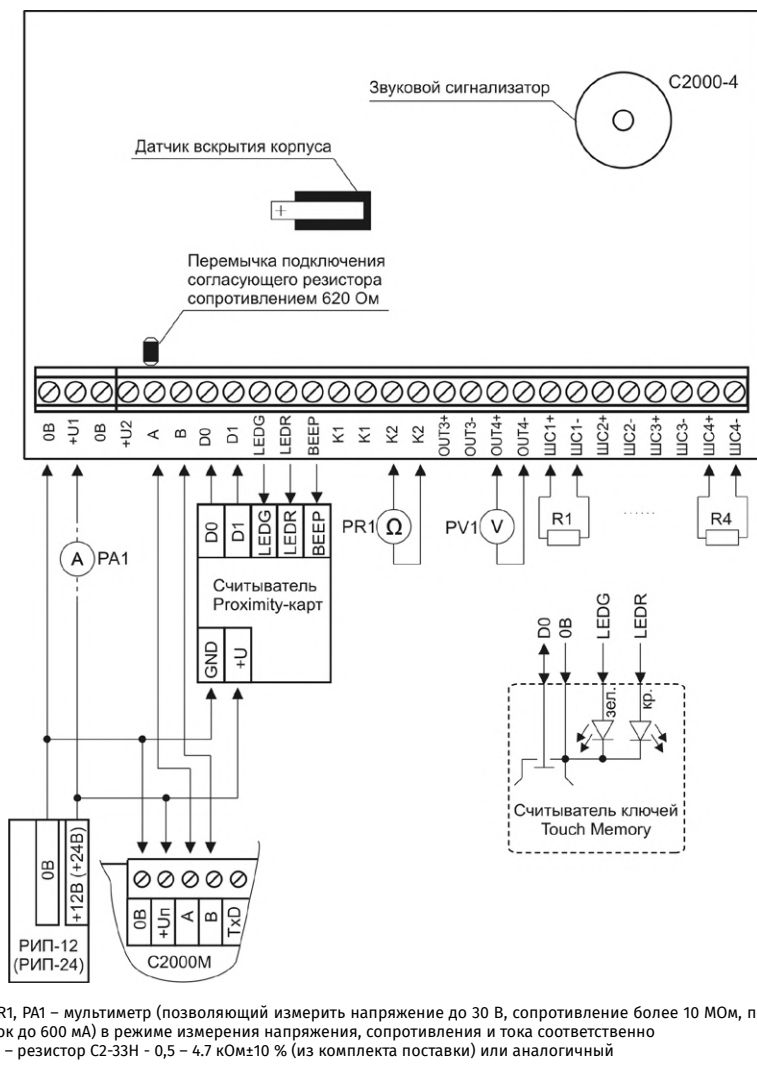 С2000-4
Звуковой сигнализатор
Датчик вскрытия корпуса
Перемычка подключения
согласующего резистора
сопротивлением 620 Ом
0В +U1 0В +U2 A B D0 D1 LEDG LEDR BEEP K1 K1 K2 K2 OUT3+ OUT3- OUT4+ OUT4- ШС1+ ШС1- ШС2+ ШС2- ШС3+ ШС3- ШС4+ ШС4-
D0 D1 LEDG LEDR BEEP
PR1 Ω
PV1 V
R1
......
R4
A PA1
Считыватель
Proximity-карт
GND +U
D0 0В LEDG LEDR
зел. кр.
Считыватель ключей
Touch Memory
0В +12В (+24В)
РИП-12
(РИП-24)
0В +Uп A B TxD
С2000М
R1, PA1 – мультиметр (позволяющий измерить напряжение до 30 В, сопротивление более 10 МОм, п
ок до 600 мА) в режиме измерения напряжения, сопротивления и тока соответственно
– резистор С2-33Н - 0,5 – 4.7 кОм±10 % (из комплекта поставки) или аналогичный